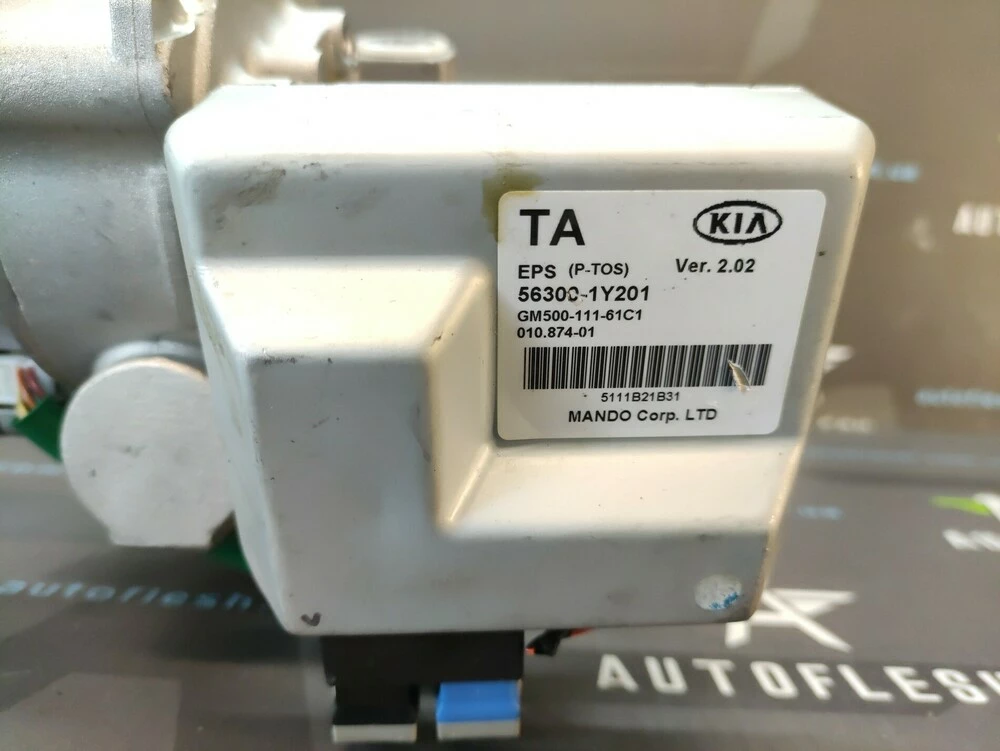 TA
KIA
EPS (P-TOS) Ver. 2.02
56300-1Y201
GM500-111-61C1
010.874-01
5111B21B31
MANDO Corp. LTD
autoflesh
AUTOFLESH